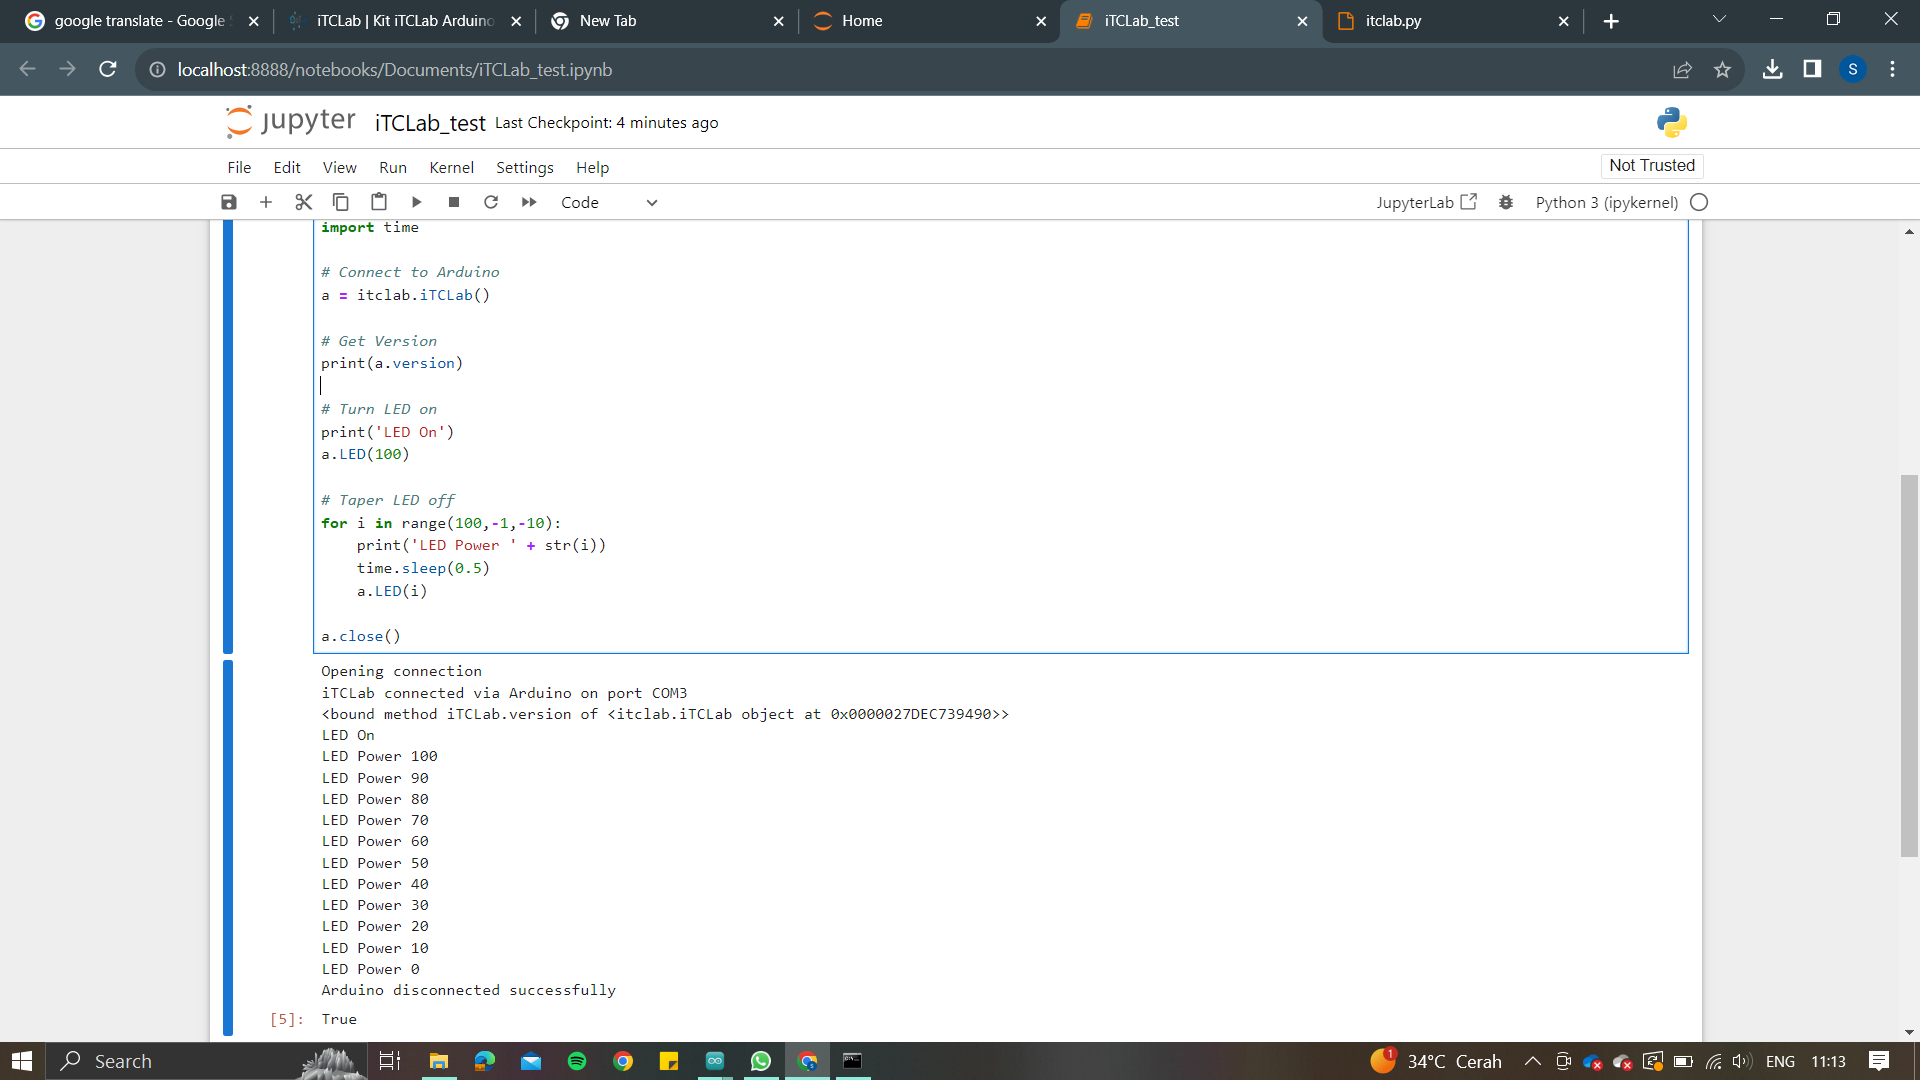 google translate - Google
iTCLab | Kit iTCLab Arduino
New Tab
Home
iTCLab_test
itclab.py
localhost:8888/notebooks/Documents/iTCLab_test.ipynb
S
jupyter
iTCLab_test
Last Checkpoint: 4 minutes ago
File
Edit
View
Run
Kernel
Settings
Help
Not Trusted
Code
JupyterLab
Python 3 (ipykernel)
import time
# Connect to Arduino
a = itclab.iTCLab()
# Get Version
print(a.version)
# Turn LED on
print('LED On')
a.LED(100)
# Taper LED off
for i in range(100,-1,-10):
    print('LED Power ' + str(i))
    time.sleep(0.5)
    a.LED(i)
a.close()
Opening connection
iTCLab connected via Arduino on port COM3
<bound method iTCLab.version of <itclab.iTCLab object at 0x0000027DEC739490>>
LED On
LED Power 100
LED Power 90
LED Power 80
LED Power 70
LED Power 60
LED Power 50
LED Power 40
LED Power 30
LED Power 20
LED Power 10
LED Power 0
Arduino disconnected successfully
[5]: True
Search
1
34°C Cerah
ENG
11:13